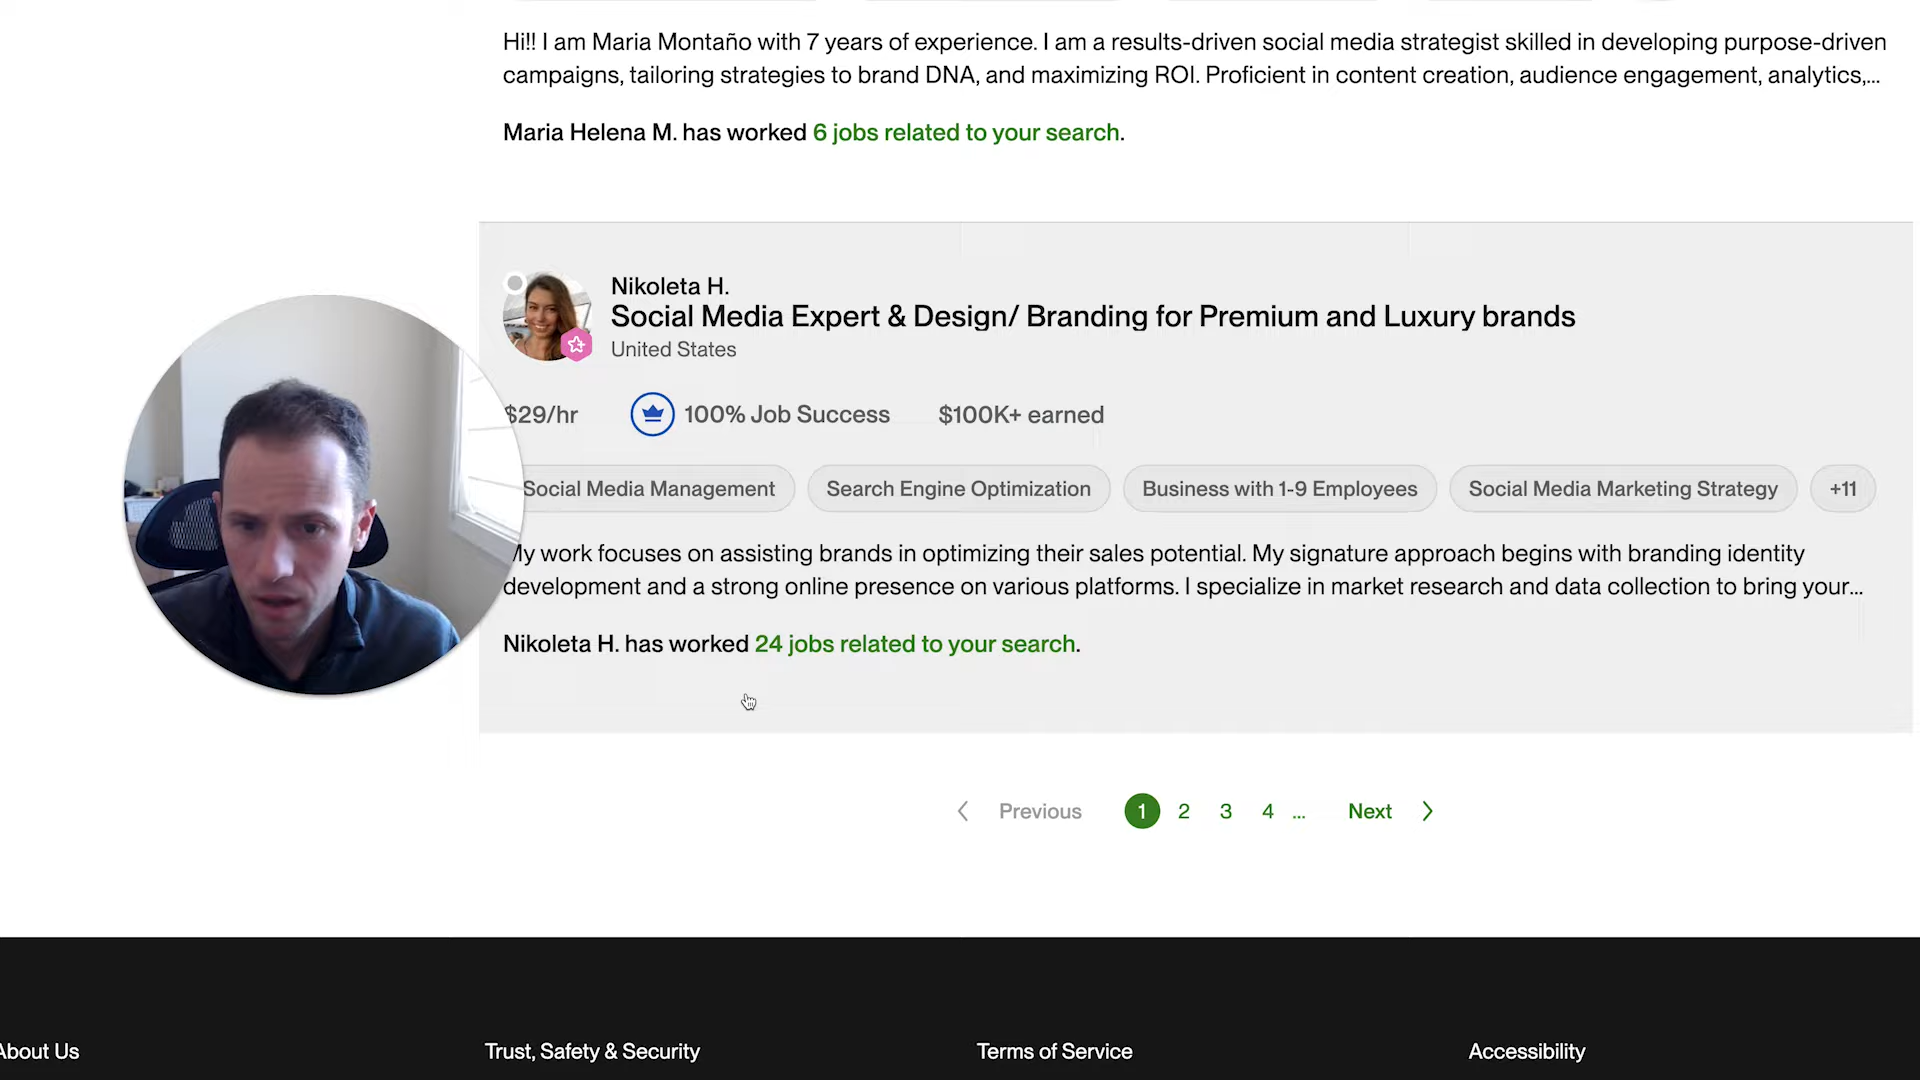 Hi!! I am Maria Montaño with 7 years of experience. I am a results-driven social media strategist skilled in developing purpose-driven
campaigns, tailoring strategies to brand DNA, and maximizing ROI. Proficient in content creation, audience engagement, analytics,...
Maria Helena M. has worked 6 jobs related to your search.
Nikoleta H.
Social Media Expert & Design/ Branding for Premium and Luxury brands
United States
$29/hr
100% Job Success
$100K+ earned
Social Media Management
Search Engine Optimization
Business with 1-9 Employees
Social Media Marketing Strategy
+11
My work focuses on assisting brands in optimizing their sales potential. My signature approach begins with branding identity
development and a strong online presence on various platforms. I specialize in market research and data collection to bring your...
Nikoleta H. has worked 24 jobs related to your search.
Previous 1 2 3 4 ... Next
About Us
Trust, Safety & Security
Terms of Service
Accessibility